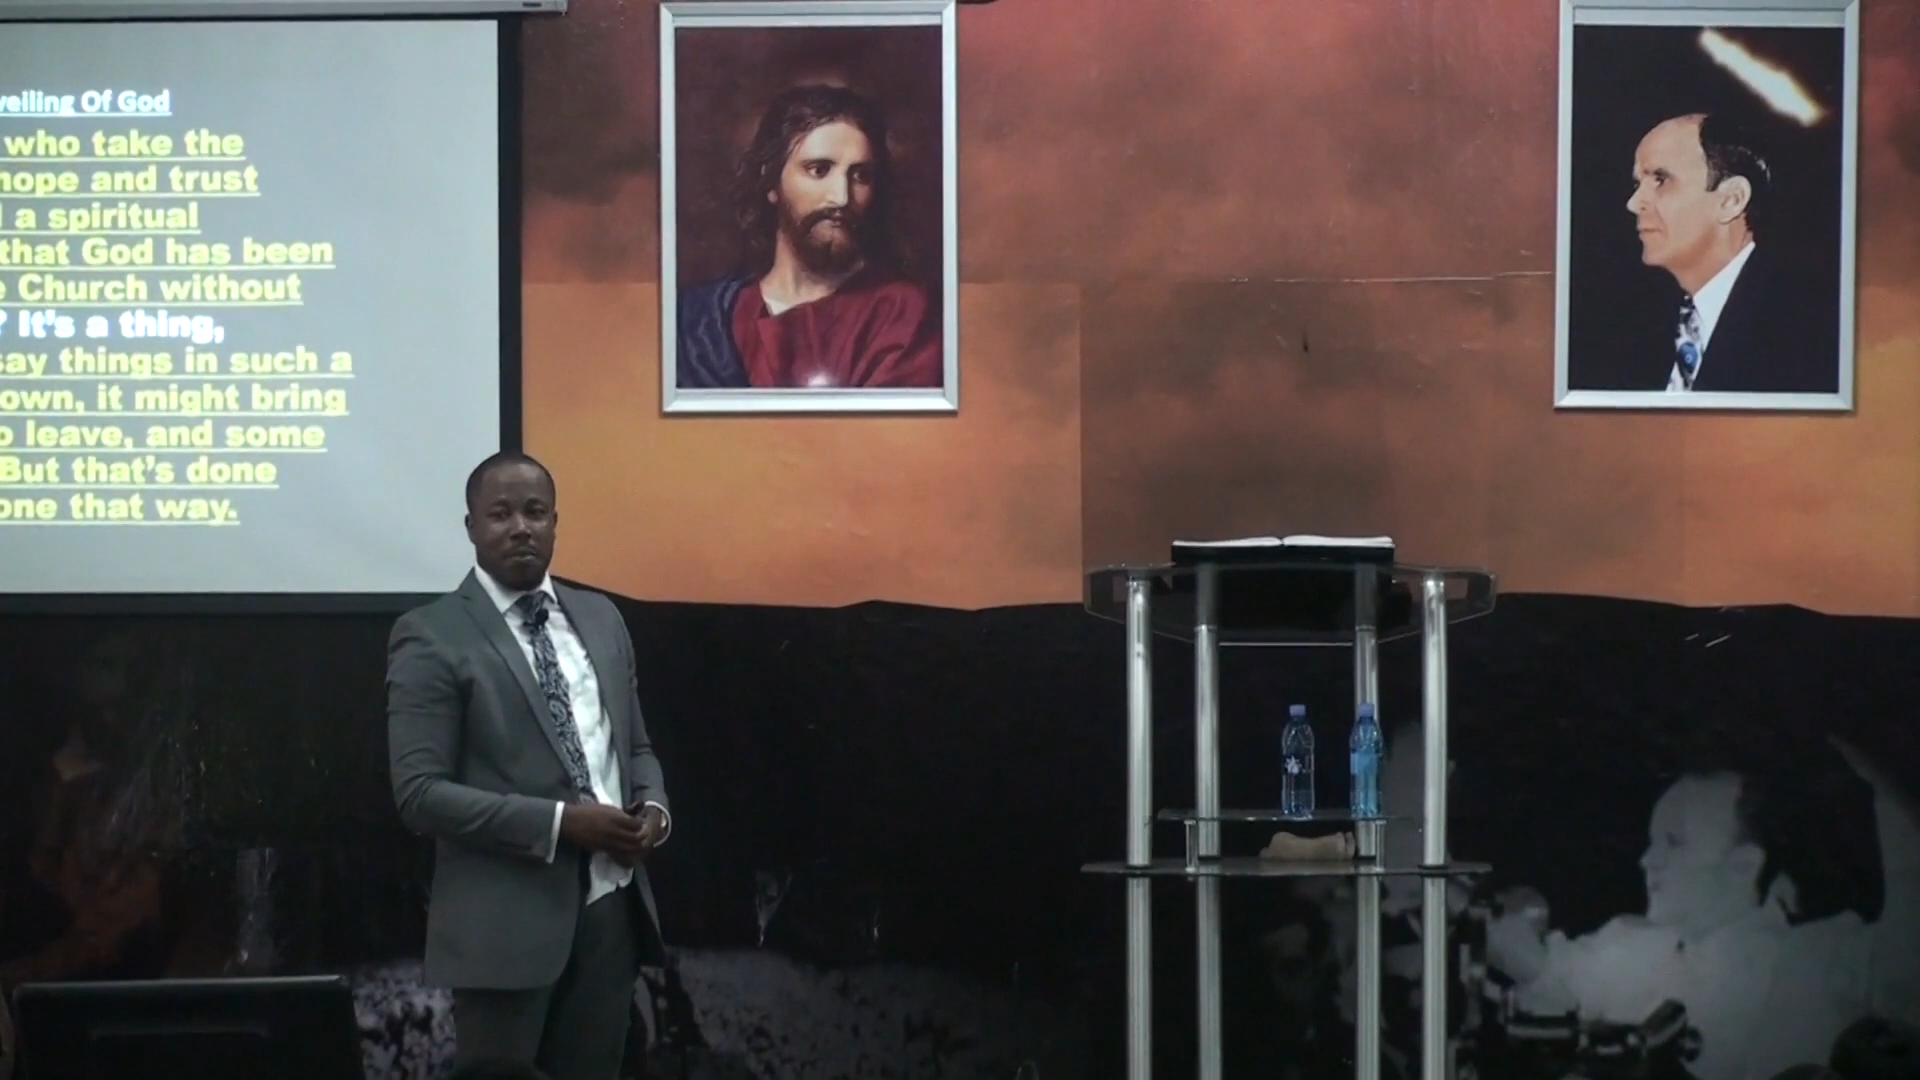 veiling Of God
who take the
hope and trust
a spiritual
that God has been
Church without
? It's a thing,
say things in such a
own, it might bring
leave, and some
But that's done
one that way.